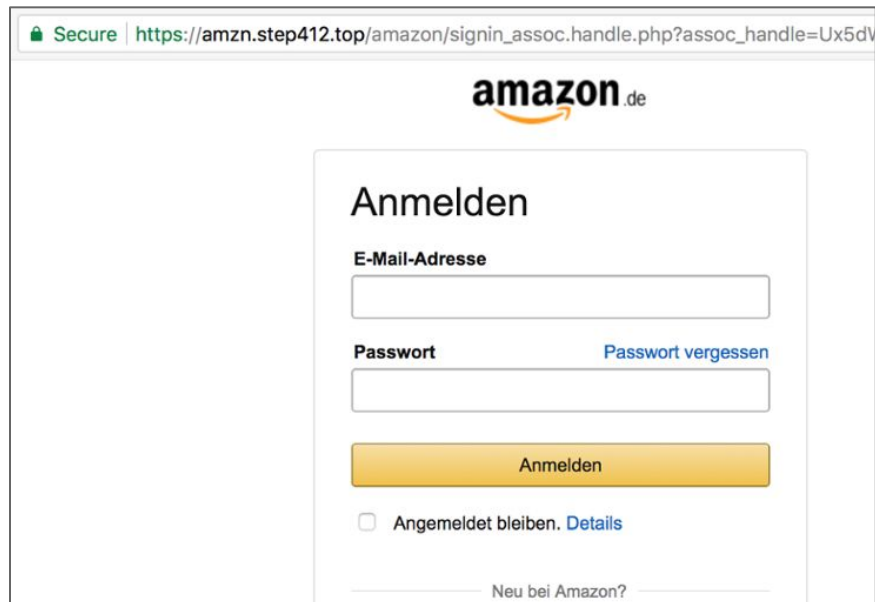 Secure | https://amzn.step412.top/amazon/signin_assoc.handle.php?assoc_handle=Ux5dW
amazon.de
Anmelden
E-Mail-Adresse
Passwort Passwort vergessen
Anmelden
Angemeldet bleiben. Details
Neu bei Amazon?